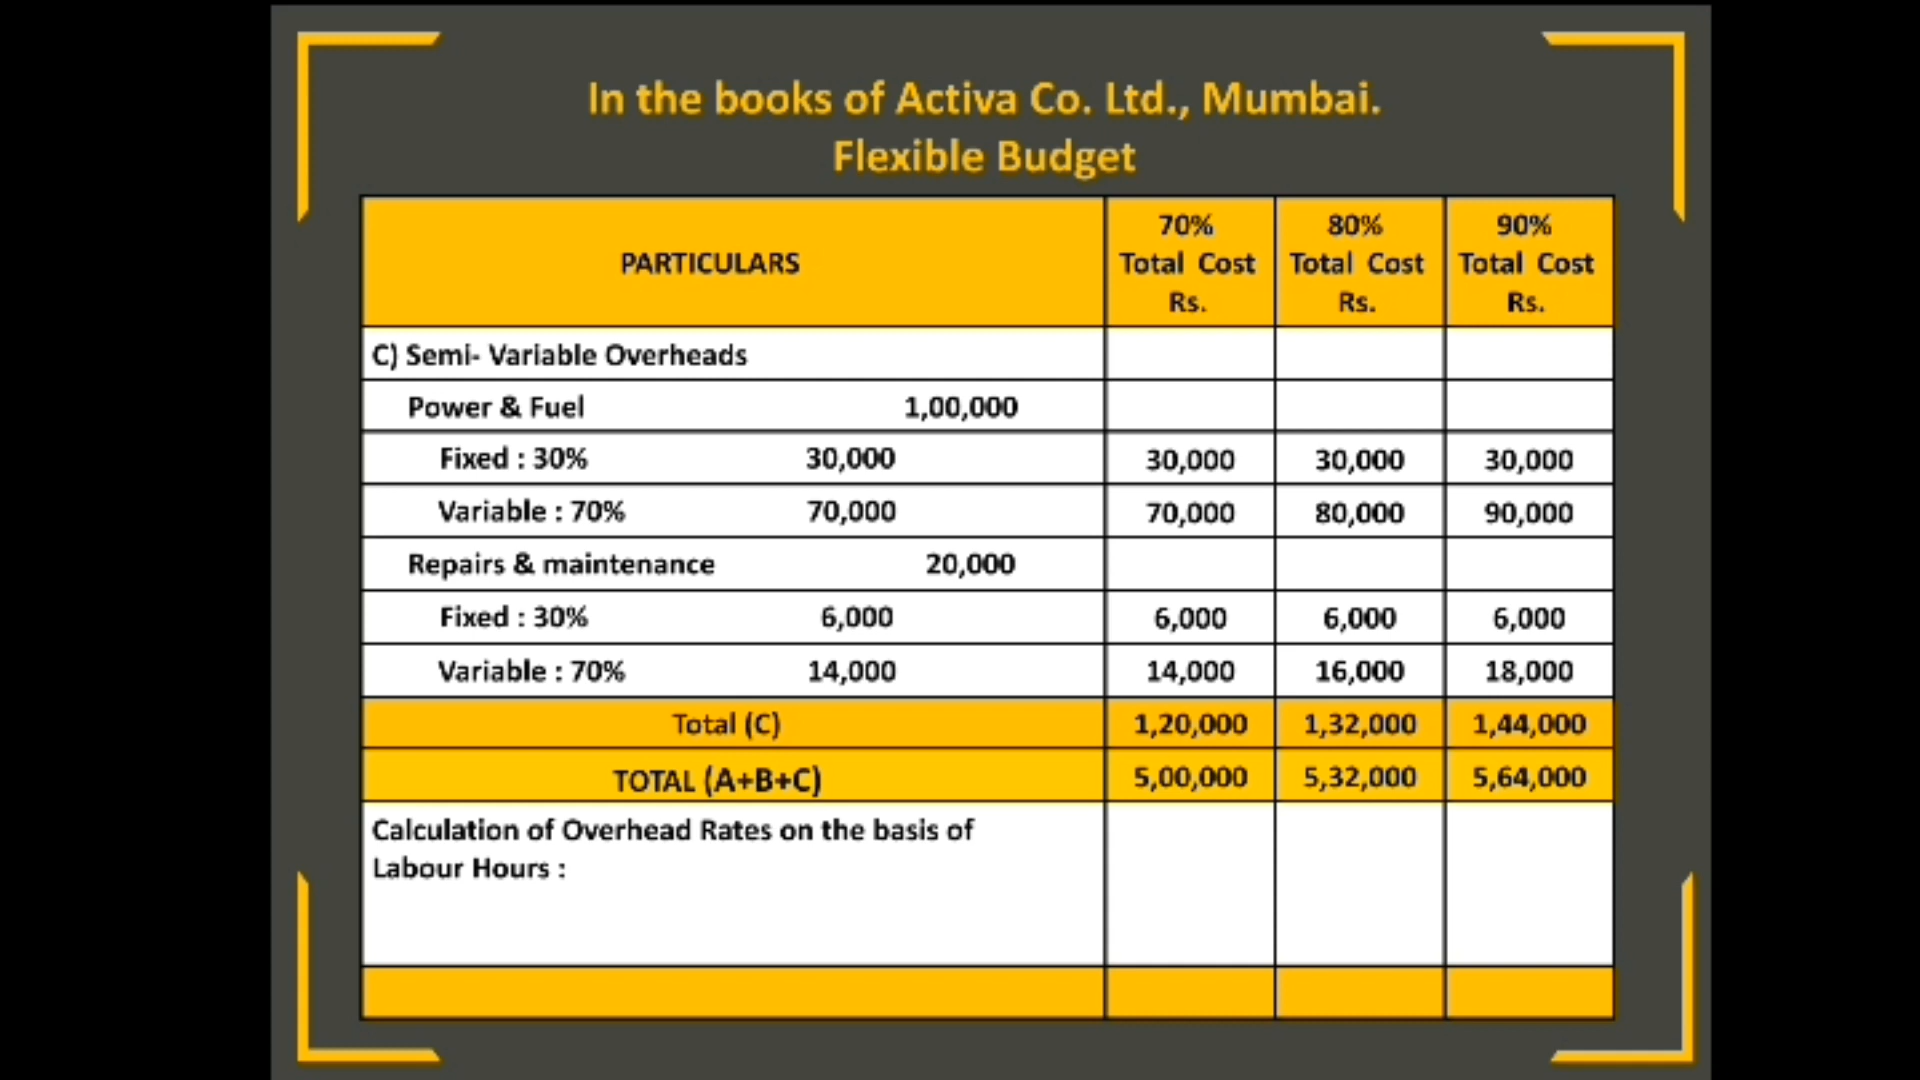 In the books of Activa Co. Ltd., Mumbai.
Flexible Budget
PARTICULARS 70% Total Cost Rs. 80% Total Cost Rs. 90% Total Cost Rs.
C) Semi- Variable Overheads
Power & Fuel 1,00,000
Fixed : 30% 30,000 30,000 30,000 30,000
Variable : 70% 70,000 70,000 80,000 90,000
Repairs & maintenance 20,000
Fixed : 30% 6,000 6,000 6,000 6,000
Variable : 70% 14,000 14,000 16,000 18,000
Total (C) 1,20,000 1,32,000 1,44,000
TOTAL (A+B+C) 5,00,000 5,32,000 5,64,000
Calculation of Overhead Rates on the basis of
Labour Hours :